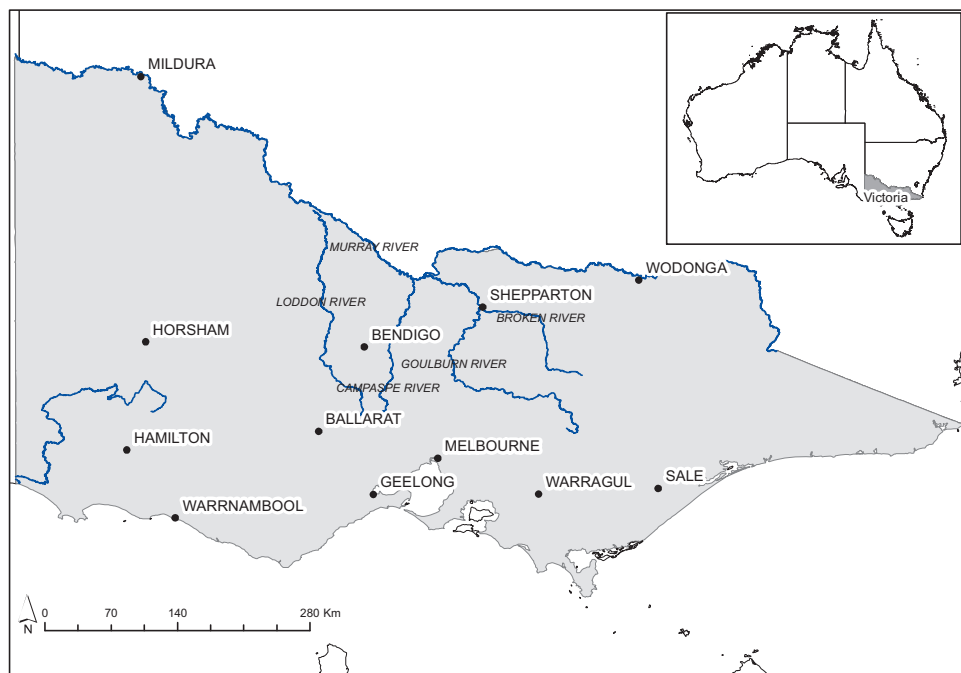 MILDURA
Victoria
MURRAY RIVER
WODONGA
SHEPPARTON
LODDON RIVER
BROKEN RIVER
HORSHAM
BENDIGO
GOULBURN RIVER
CAMPASPE RIVER
BALLARAT
HAMILTON
MELBOURNE
GEELONG
WARRAGUL
SALE
WARRNAMBOOL
0 70 140 280 Km
N